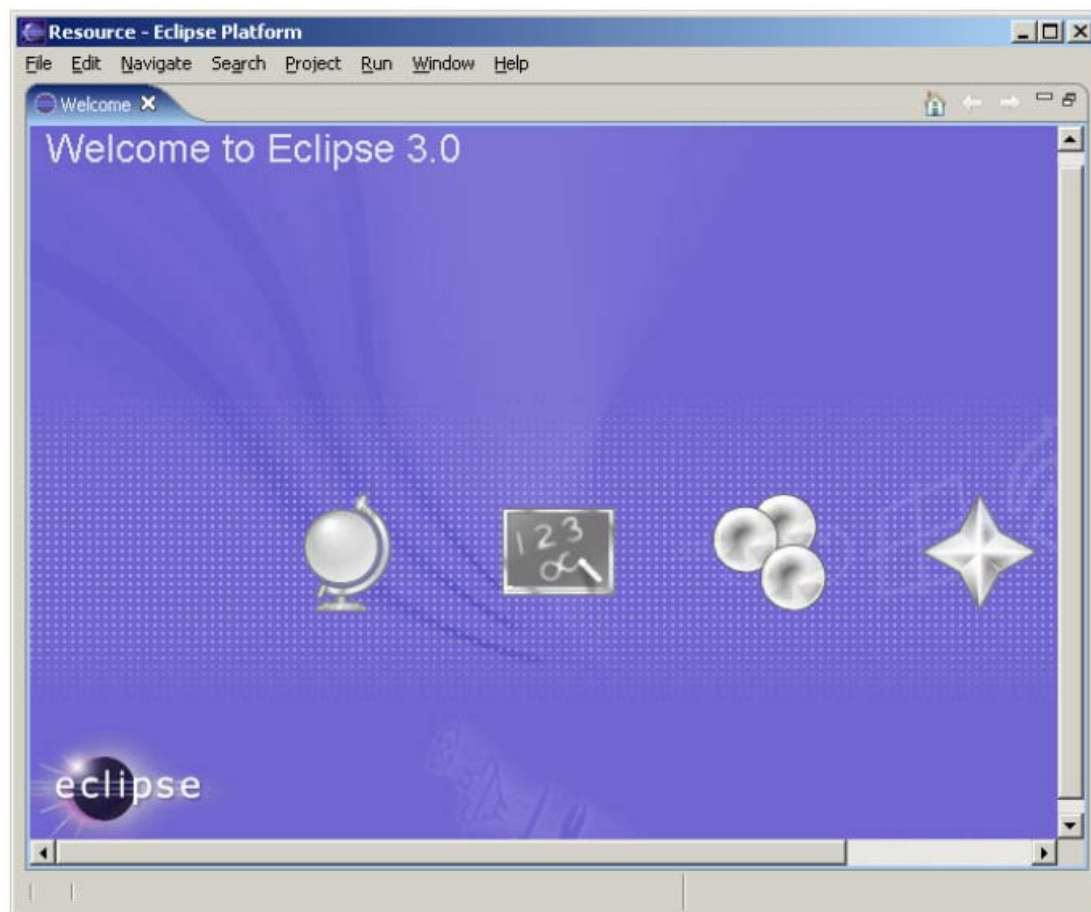 Resource - Eclipse Platform
File Edit Navigate Search Project Run Window Help
Welcome
Welcome to Eclipse 3.0
1 2 3
eclipse